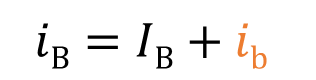 i_B = I_B + i_b